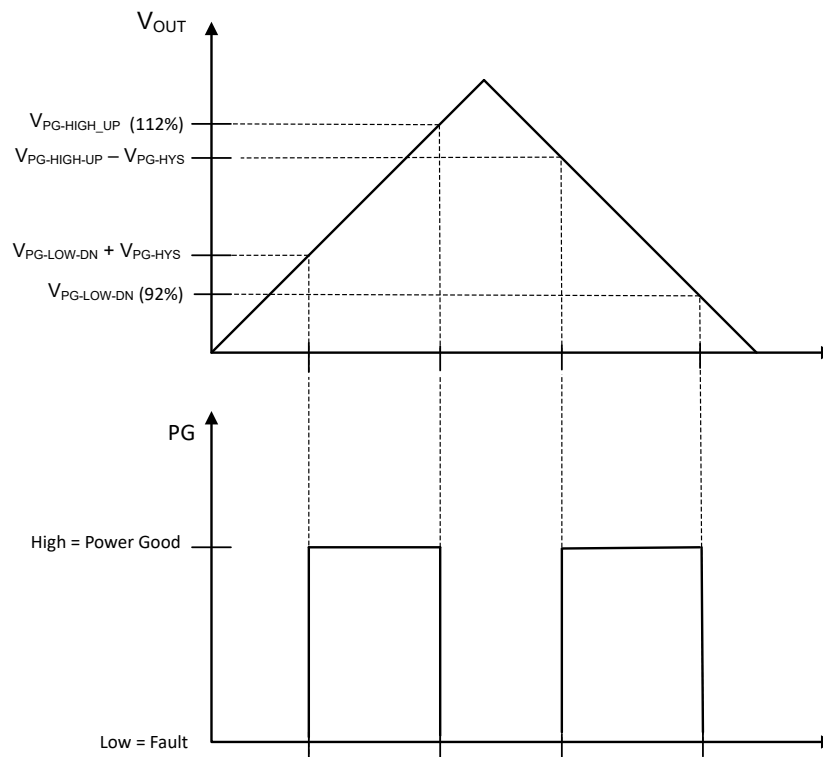 VOUT
VPG-HIGH_UP (112%)
VPG-HIGH-UP – VPG-HYS
VPG-LOW-DN + VPG-HYS
VPG-LOW-DN (92%)
PG
High = Power Good
Low = Fault